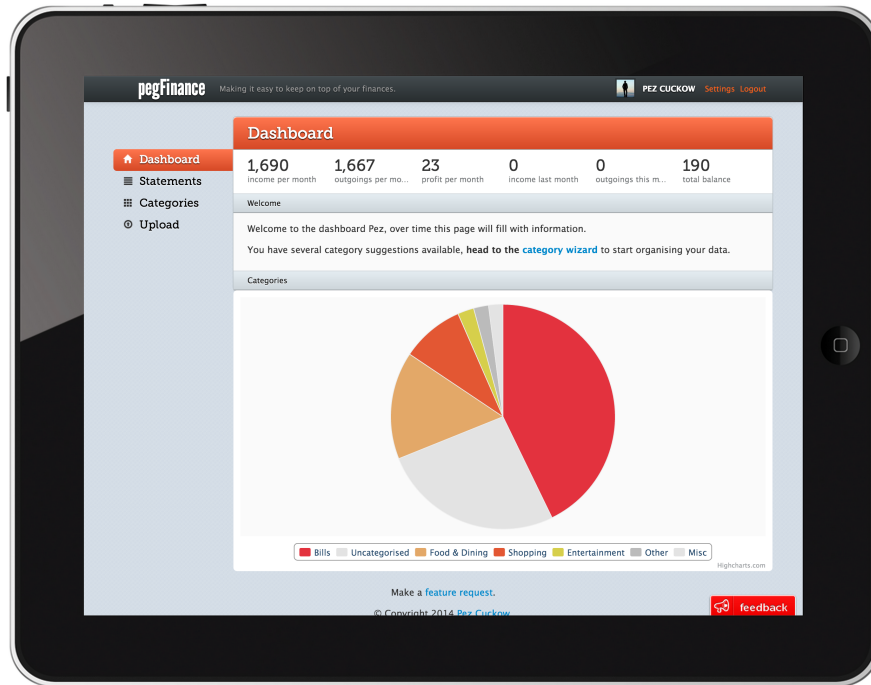 pegFinance Making it easy to keep on top of your finances. PEZ CUCKOW Settings Logout
Dashboard
Statements
Categories
Upload
Dashboard
1,690 1,667 23 0 0 190
income per month outgoings per mo... profit per month income last month outgoings this m... total balance
Welcome
Welcome to the dashboard Pez, over time this page will fill with information.
You have several category suggestions available, head to the category wizard to start organising your data.
Categories
Bills Uncategorised Food & Dining Shopping Entertainment Other Misc
Highcharts.com
Make a feature request.
© Copyright 2014 Pez Cuckow
feedback